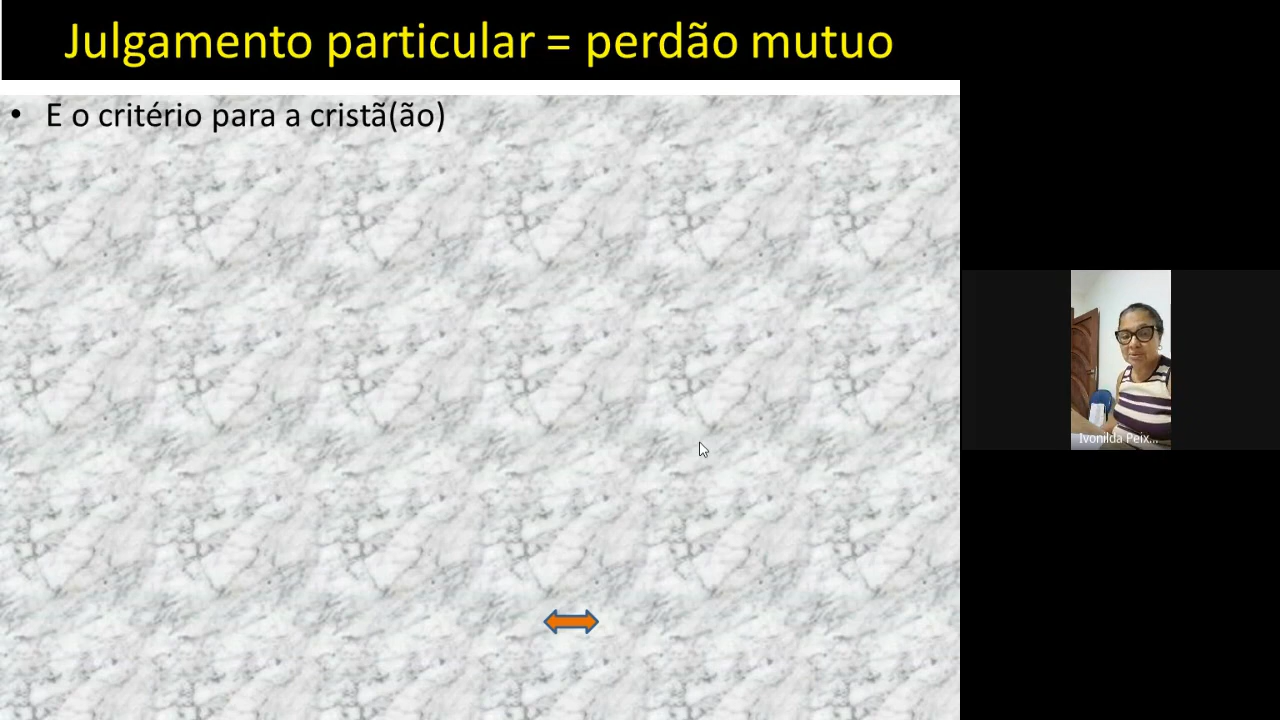 Julgamento particular = perdão mutuo
• E o critério para a cristã(ão)
Ivonilda Peix...